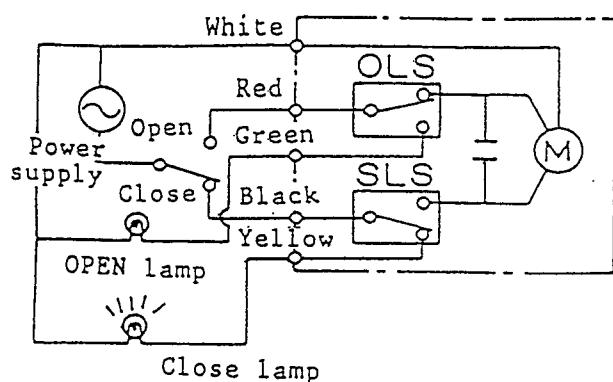 White
OLS
Red
Open
Green
Power supply
M
Close
SLS
Black
Yellow
OPEN lamp
Close lamp